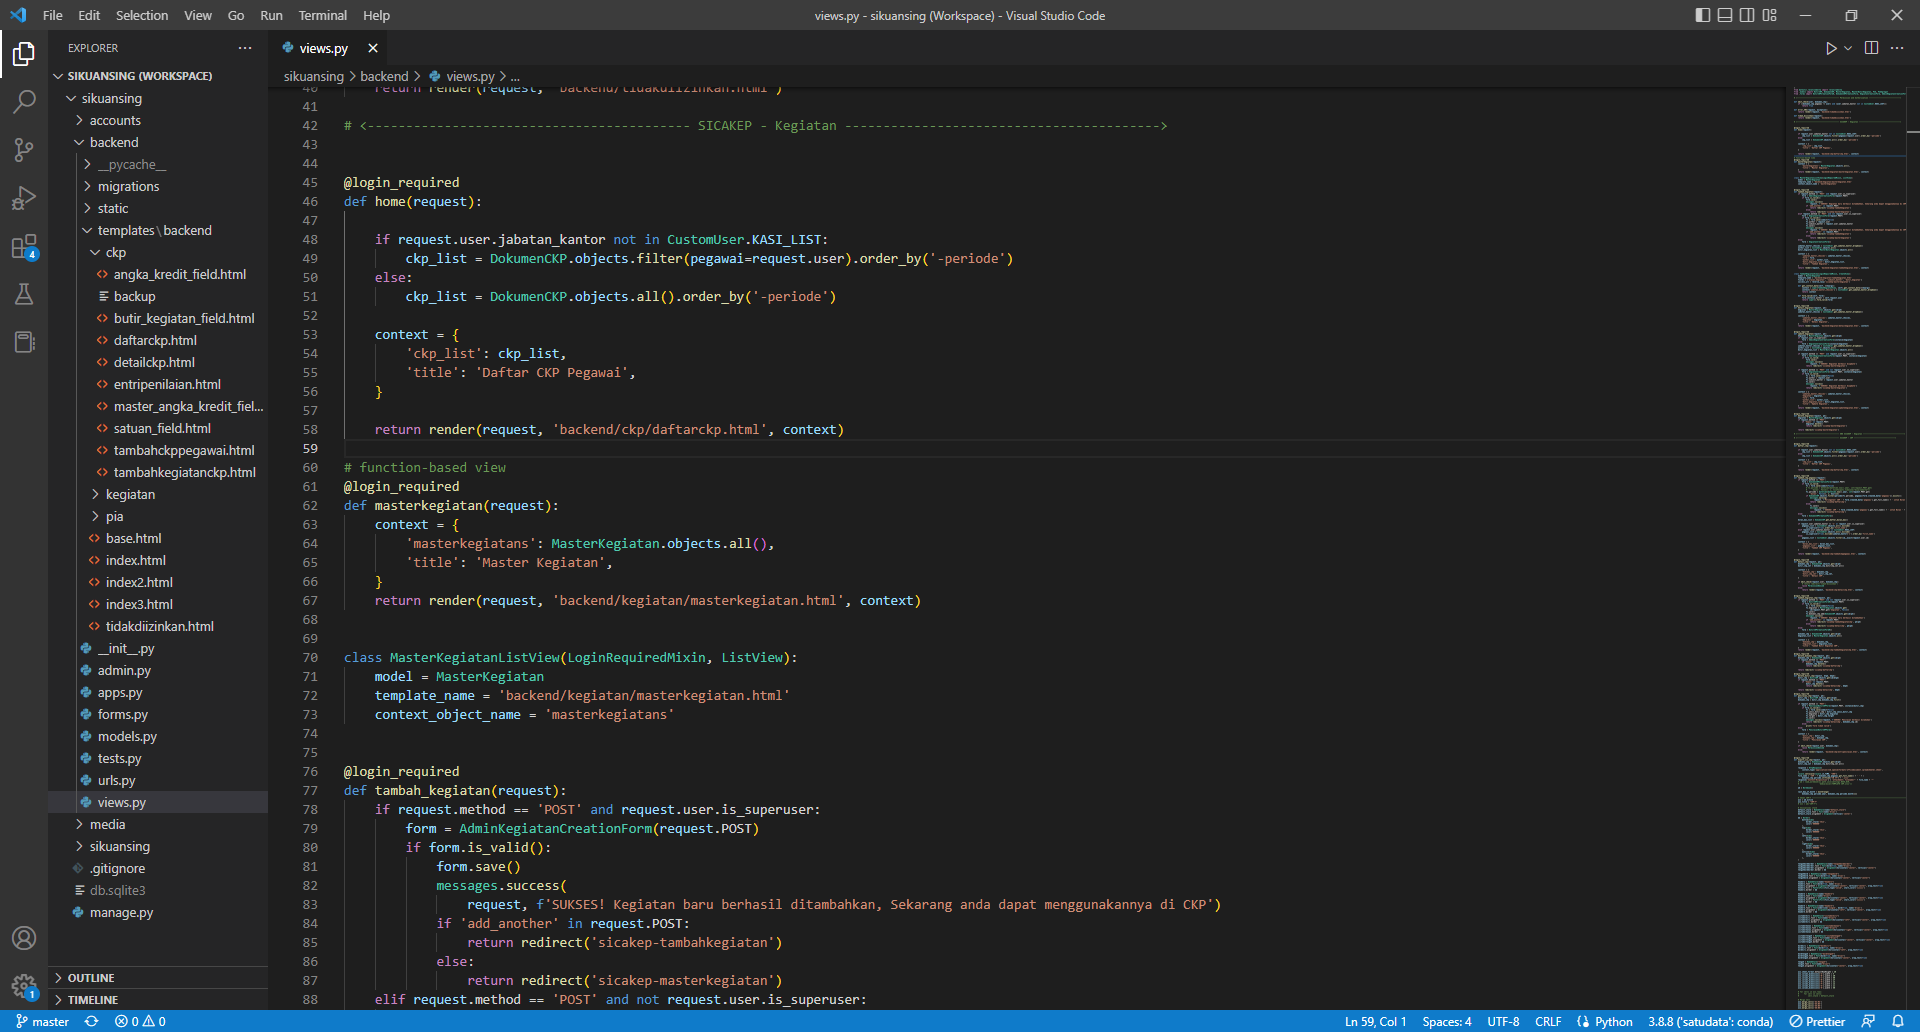 File Edit Selection View Go Run Terminal Help
views.py - sikuansing (Workspace) - Visual Studio Code
EXPLORER
SIKUANSING (WORKSPACE)
sikuansing
accounts
backend
__pycache__
migrations
static
templates\backend
ckp
angka_kredit_field.html
backup
butir_kegiatan_field.html
daftarckp.html
detailckp.html
entripenilaian.html
master_angka_kredit_fiel...
satuan_field.html
tambahckppegawai.html
tambahkegiatanckp.html
kegiatan
pia
base.html
index.html
index2.html
index3.html
tidakdiizinkan.html
__init__.py
admin.py
apps.py
forms.py
models.py
tests.py
urls.py
views.py
media
sikuansing
.gitignore
db.sqlite3
manage.py
OUTLINE
TIMELINE
4
1
views.py
sikuansing > backend > views.py > ...
40 return render(request, 'backend/tidakdiizinkan.html')
41
42 # <------------------------------------------ SICAKEP - Kegiatan ----------------------------------------->
43
44
45 @login_required
46 def home(request):
47
48 if request.user.jabatan_kantor not in CustomUser.KASI_LIST:
49 ckp_list = DokumenCKP.objects.filter(pegawai=request.user).order_by('-periode')
50 else:
51 ckp_list = DokumenCKP.objects.all().order_by('-periode')
52
53 context = {
54 'ckp_list': ckp_list,
55 'title': 'Daftar CKP Pegawai',
56 }
57
58 return render(request, 'backend/ckp/daftarckp.html', context)
59
60 # function-based view
61 @login_required
62 def masterkegiatan(request):
63 context = {
64 'masterkegiatans': MasterKegiatan.objects.all(),
65 'title': 'Master Kegiatan',
66 }
67 return render(request, 'backend/kegiatan/masterkegiatan.html', context)
68
69
70 class MasterKegiatanListView(LoginRequiredMixin, ListView):
71 model = MasterKegiatan
72 template_name = 'backend/kegiatan/masterkegiatan.html'
73 context_object_name = 'masterkegiatans'
74
75
76 @login_required
77 def tambah_kegiatan(request):
78 if request.method == 'POST' and request.user.is_superuser:
79 form = AdminKegiatanCreationForm(request.POST)
80 if form.is_valid():
81 form.save()
82 messages.success(
83 request, f'SUKSES! Kegiatan baru berhasil ditambahkan, Sekarang anda dapat menggunakannya di CKP')
84 if 'add_another' in request.POST:
85 return redirect('sicakep-tambahkegiatan')
86 else:
87 return redirect('sicakep-masterkegiatan')
88 elif request.method == 'POST' and not request.user.is_superuser:
master 0 0 Ln 59, Col 1 Spaces: 4 UTF-8 CRLF Python 3.8.8 ('satudata': conda) Prettier